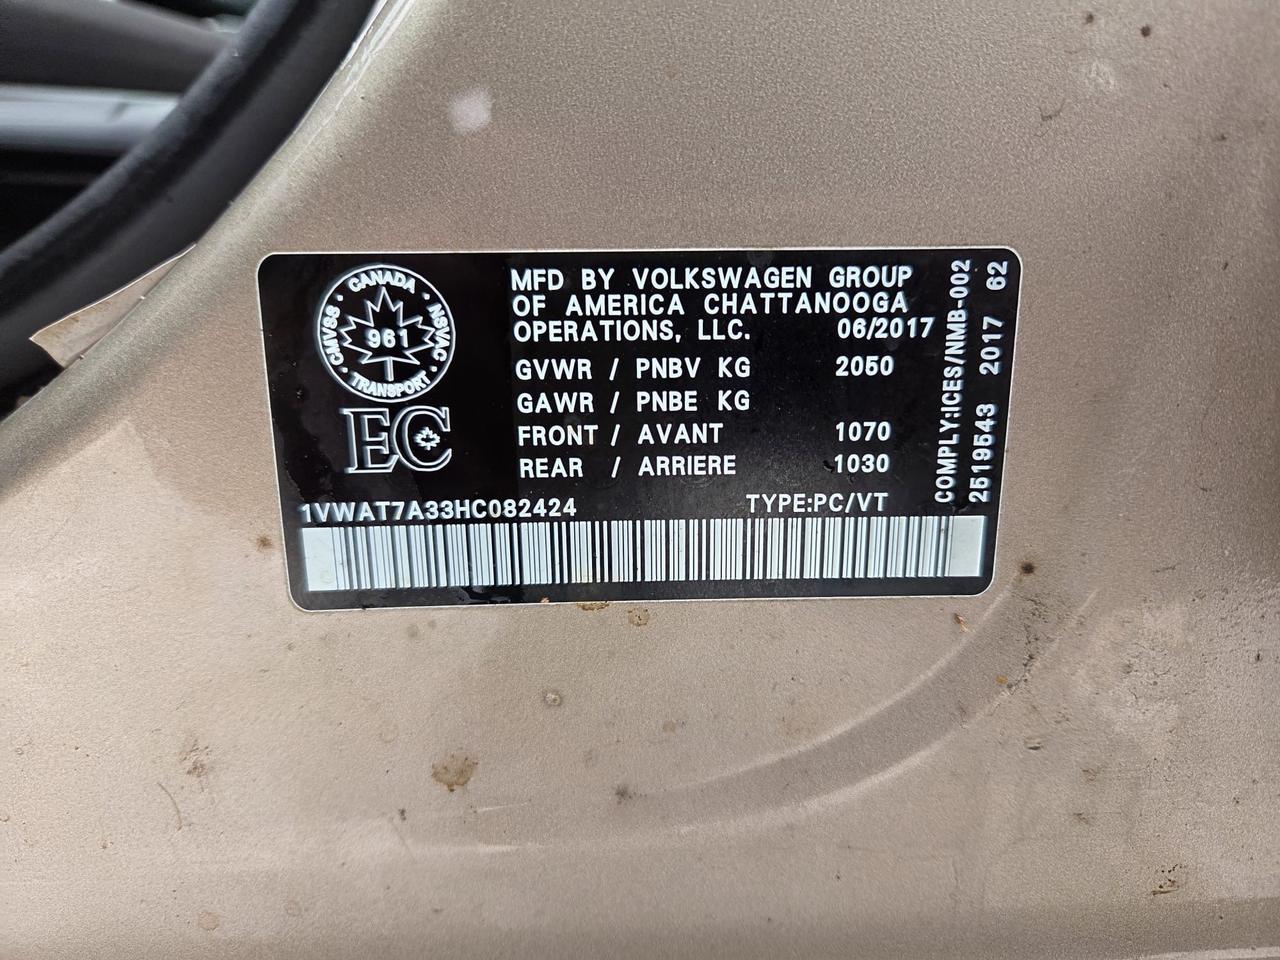 CANADA
CMVSS · NSVAC
961
TRANSPORT
EC
MFD BY VOLKSWAGEN GROUP
OF AMERICA CHATTANOOGA
OPERATIONS, LLC. 06/2017
GVWR / PNBV KG 2050
GAWR / PNBE KG
FRONT / AVANT 1070
REAR / ARRIERE 1030
1VWAT7A33HC082424 TYPE:PC/VT
COMPLY:ICES/NMB-002
2519543 2017 62